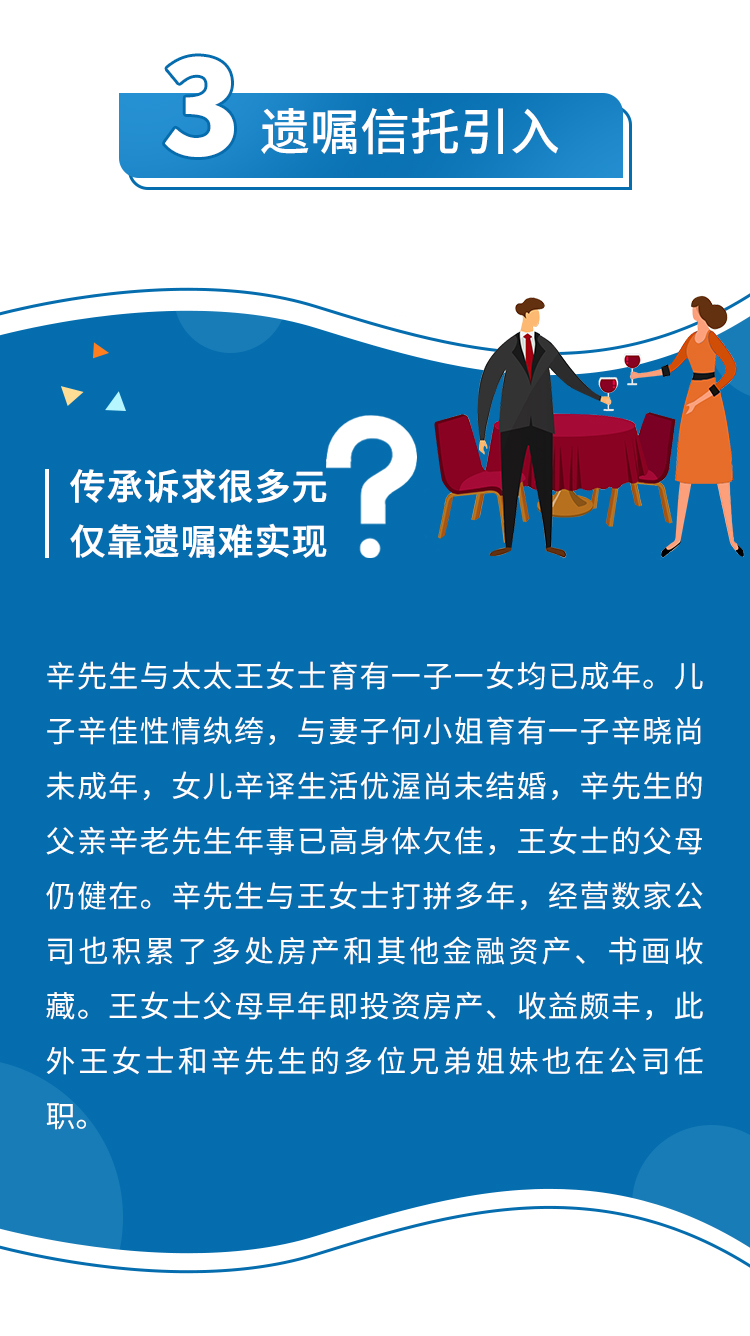 3 遗嘱信托引入
传承诉求很多元
仅靠遗嘱难实现
?
辛先生与太太王女士育有一子一女均已成年。儿
子辛佳性情纨绔，与妻子何小姐育有一子辛晓尚
未成年，女儿辛译生活优渥尚未结婚，辛先生的
父亲辛老先生年事已高身体欠佳，王女士的父母
仍健在。辛先生与王女士打拼多年，经营数家公
司也积累了多处房产和其他金融资产、书画收
藏。王女士父母早年即投资房产、收益颇丰，此
外王女士和辛先生的多位兄弟姐妹也在公司任
职。